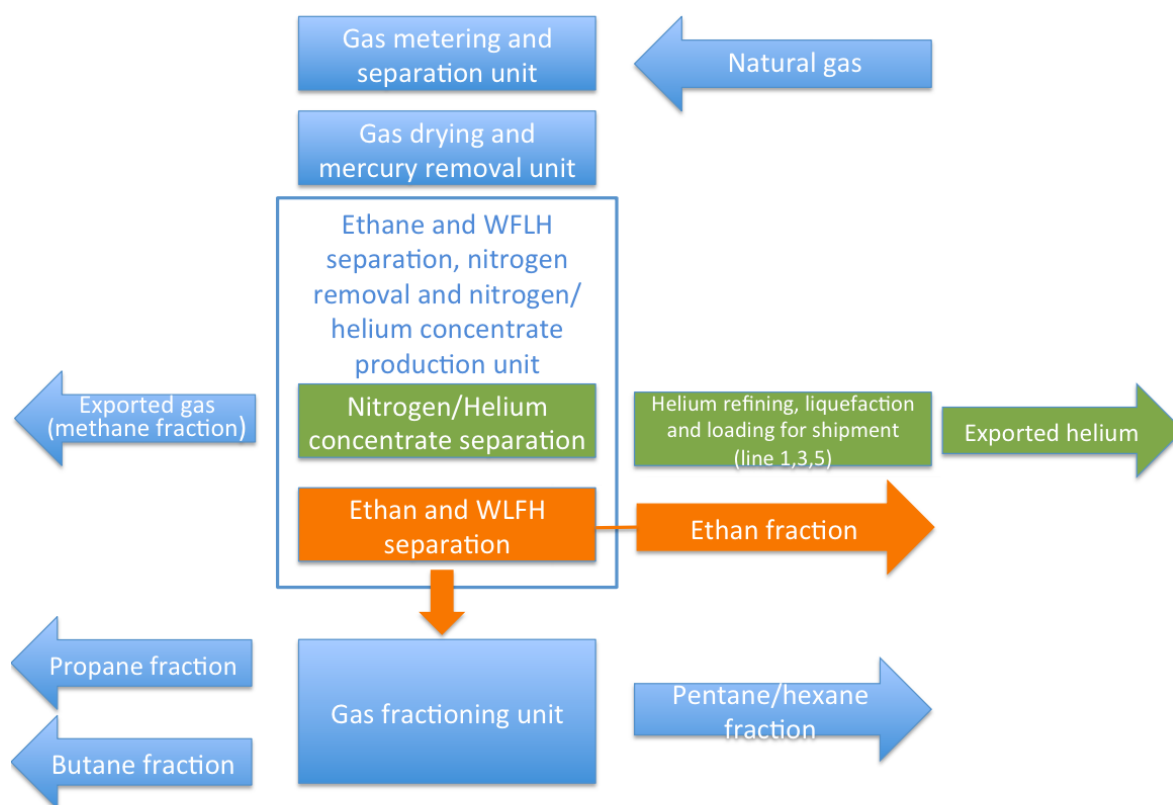 Gas metering and
separation unit
Natural gas
Gas drying and
mercury removal unit
Ethane and WFLH
separation, nitrogen
removal and nitrogen/
helium concentrate
production unit
Exported gas
(methane fraction)
Nitrogen/Helium
concentrate separation
Helium refining, liquefaction
and loading for shipment
(line 1,3,5)
Exported helium
Ethan and WLFH
separation
Ethan fraction
Propane fraction
Gas fractioning unit
Pentane/hexane
fraction
Butane fraction